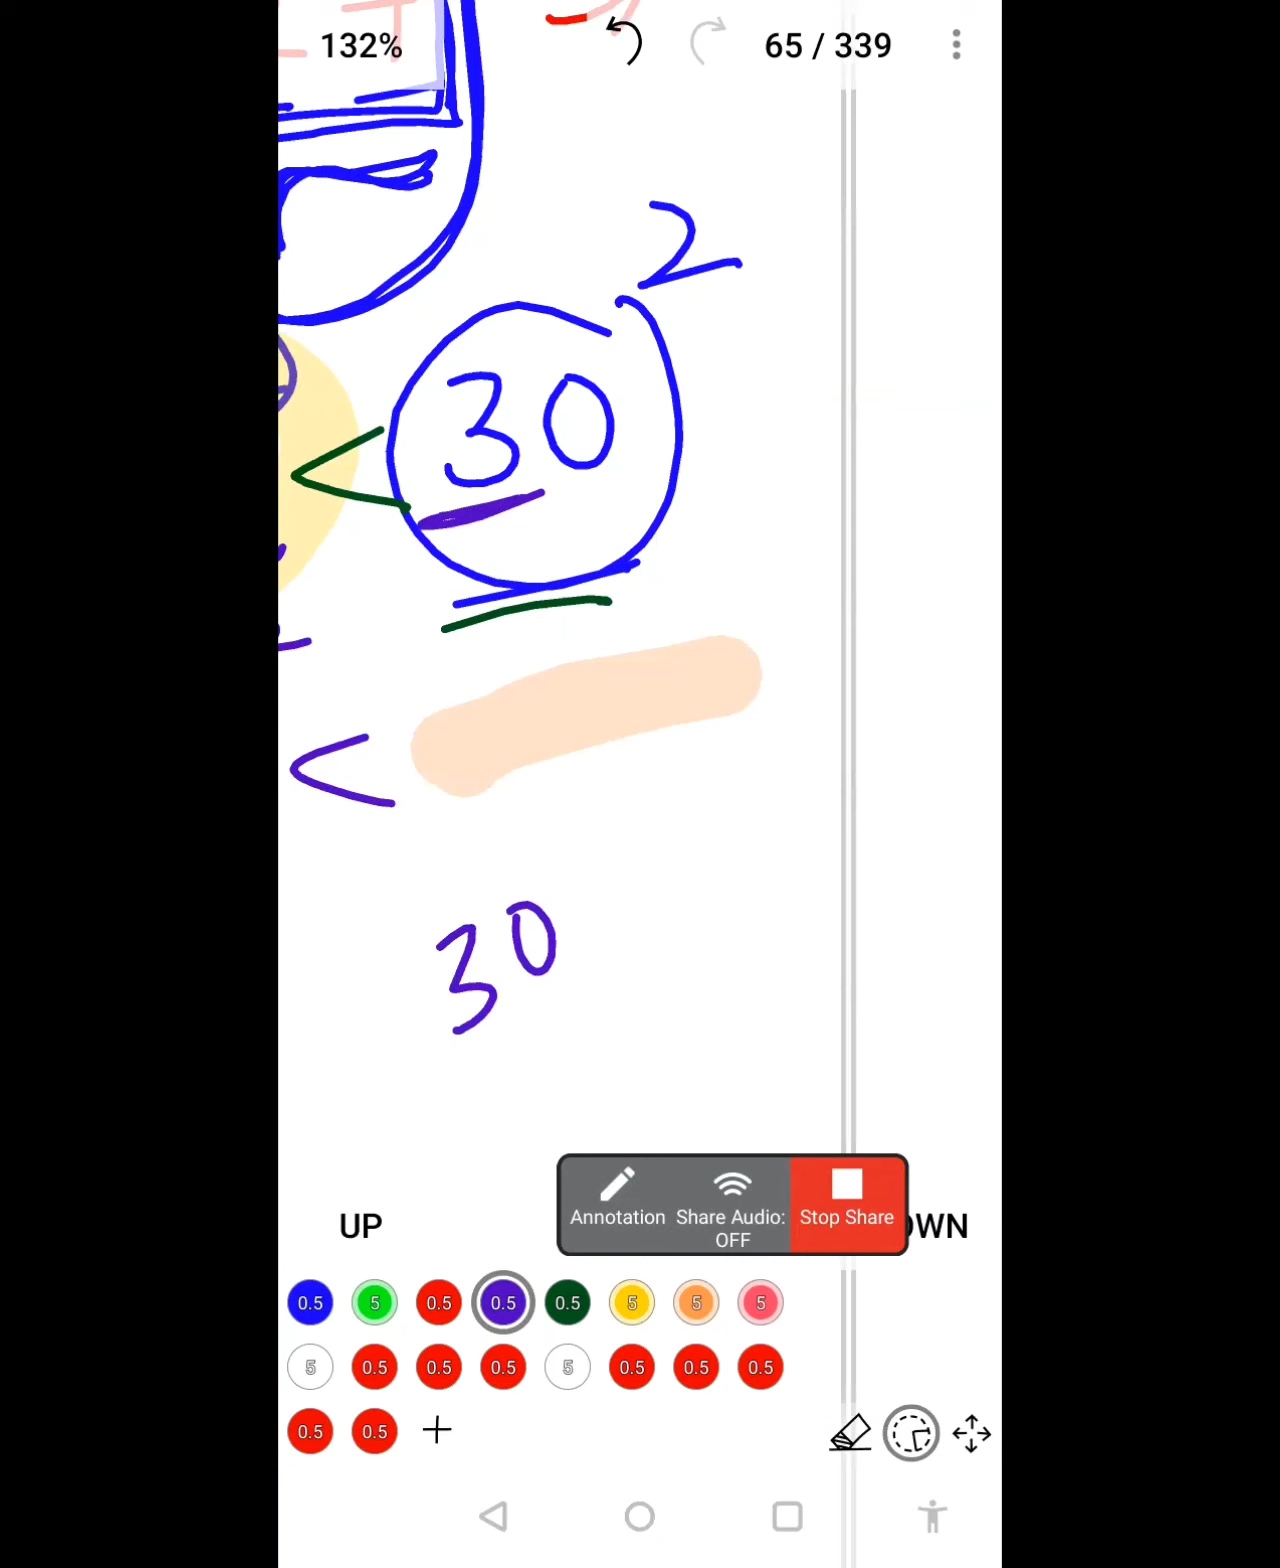 132% 65 / 339
2
30
<
<
30
Annotation Share Audio: OFF Stop Share
UP OWN
0.5 5 0.5 0.5 0.5 5 5 5
5 0.5 0.5 0.5 5 0.5 0.5 0.5
0.5 0.5 +